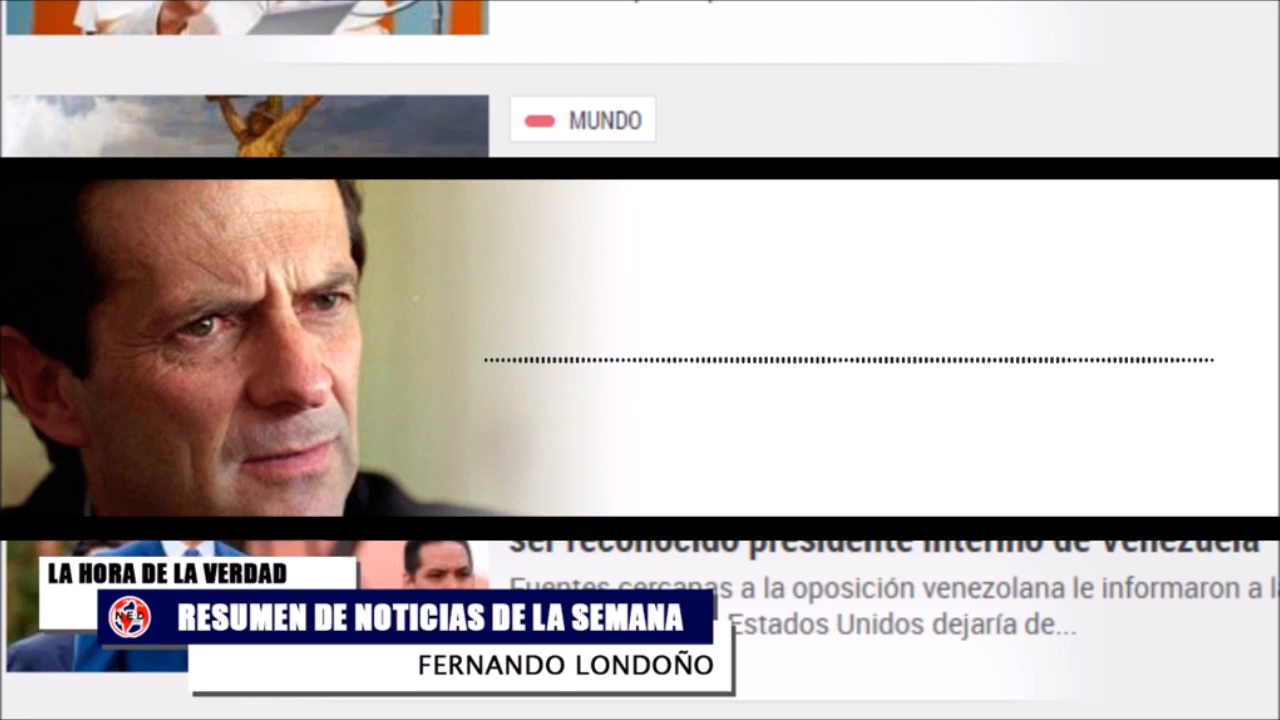 MUNDO
ser reconocido presidente interino de Venezuela
Fuentes cercanas a la oposición venezolana le informaron a la
Estados Unidos dejaría de...
LA HORA DE LA VERDAD
RESUMEN DE NOTICIAS DE LA SEMANA
FERNANDO LONDOÑO